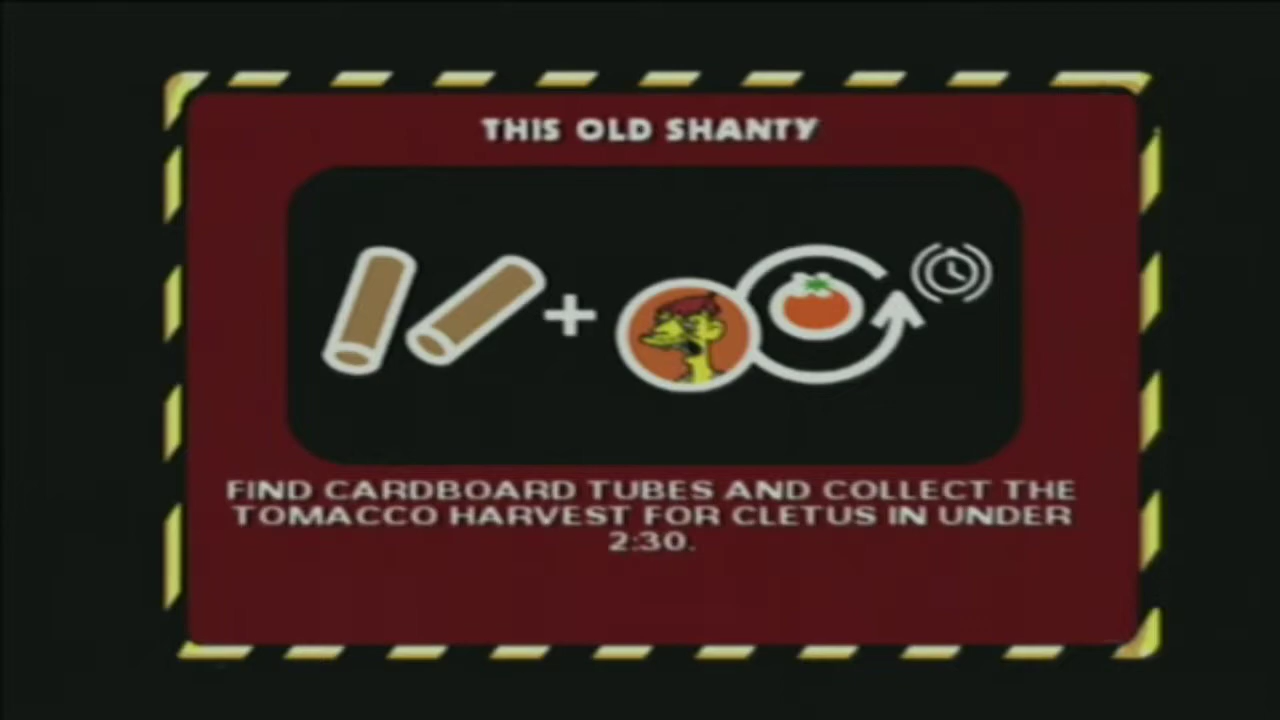 THIS OLD SHANTY
FIND CARDBOARD TUBES AND COLLECT THE
TOMACCO HARVEST FOR CLETUS IN UNDER
2:30.